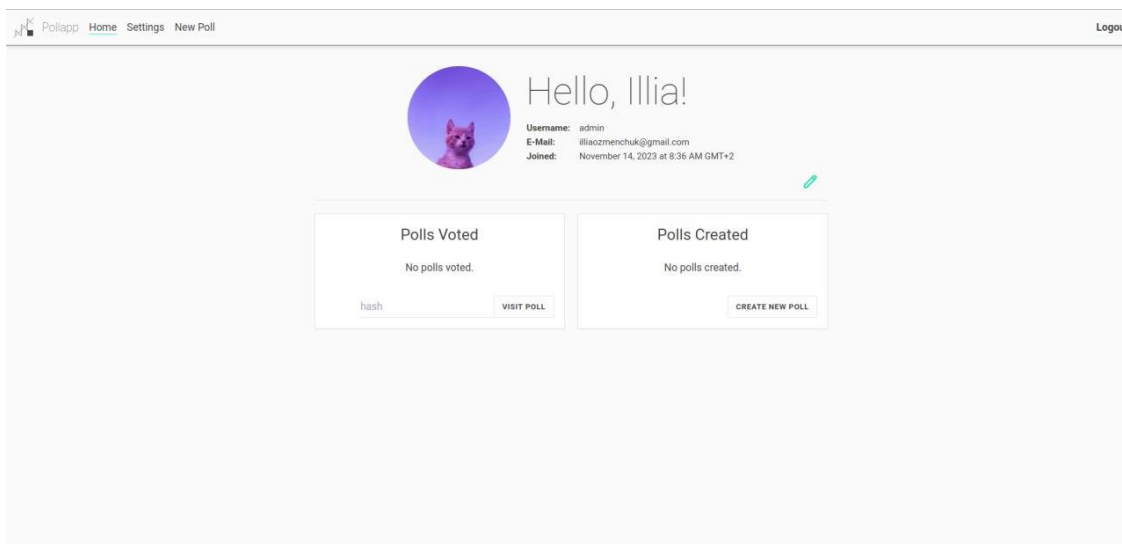 Pollapp Home Settings New Poll Logou
Hello, Illia!
Username: admin
E-Mail: illiaozmenchuk@gmail.com
Joined: November 14, 2023 at 8:36 AM GMT+2
Polls Voted
No polls voted.
hash VISIT POLL
Polls Created
No polls created.
CREATE NEW POLL